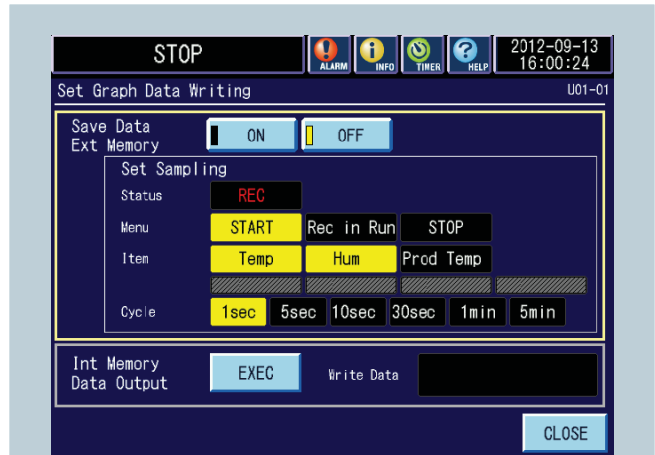 STOP ALARM INFO TIMER HELP 2012-09-13
16:00:24
Set Graph Data Writing U01-01
Save Data
Ext Memory ON OFF
Set Sampling
Status REC
Menu START Rec in Run STOP
Item Temp Hum Prod Temp
Cycle 1sec 5sec 10sec 30sec 1min 5min
Int Memory
Data Output EXEC Write Data
CLOSE